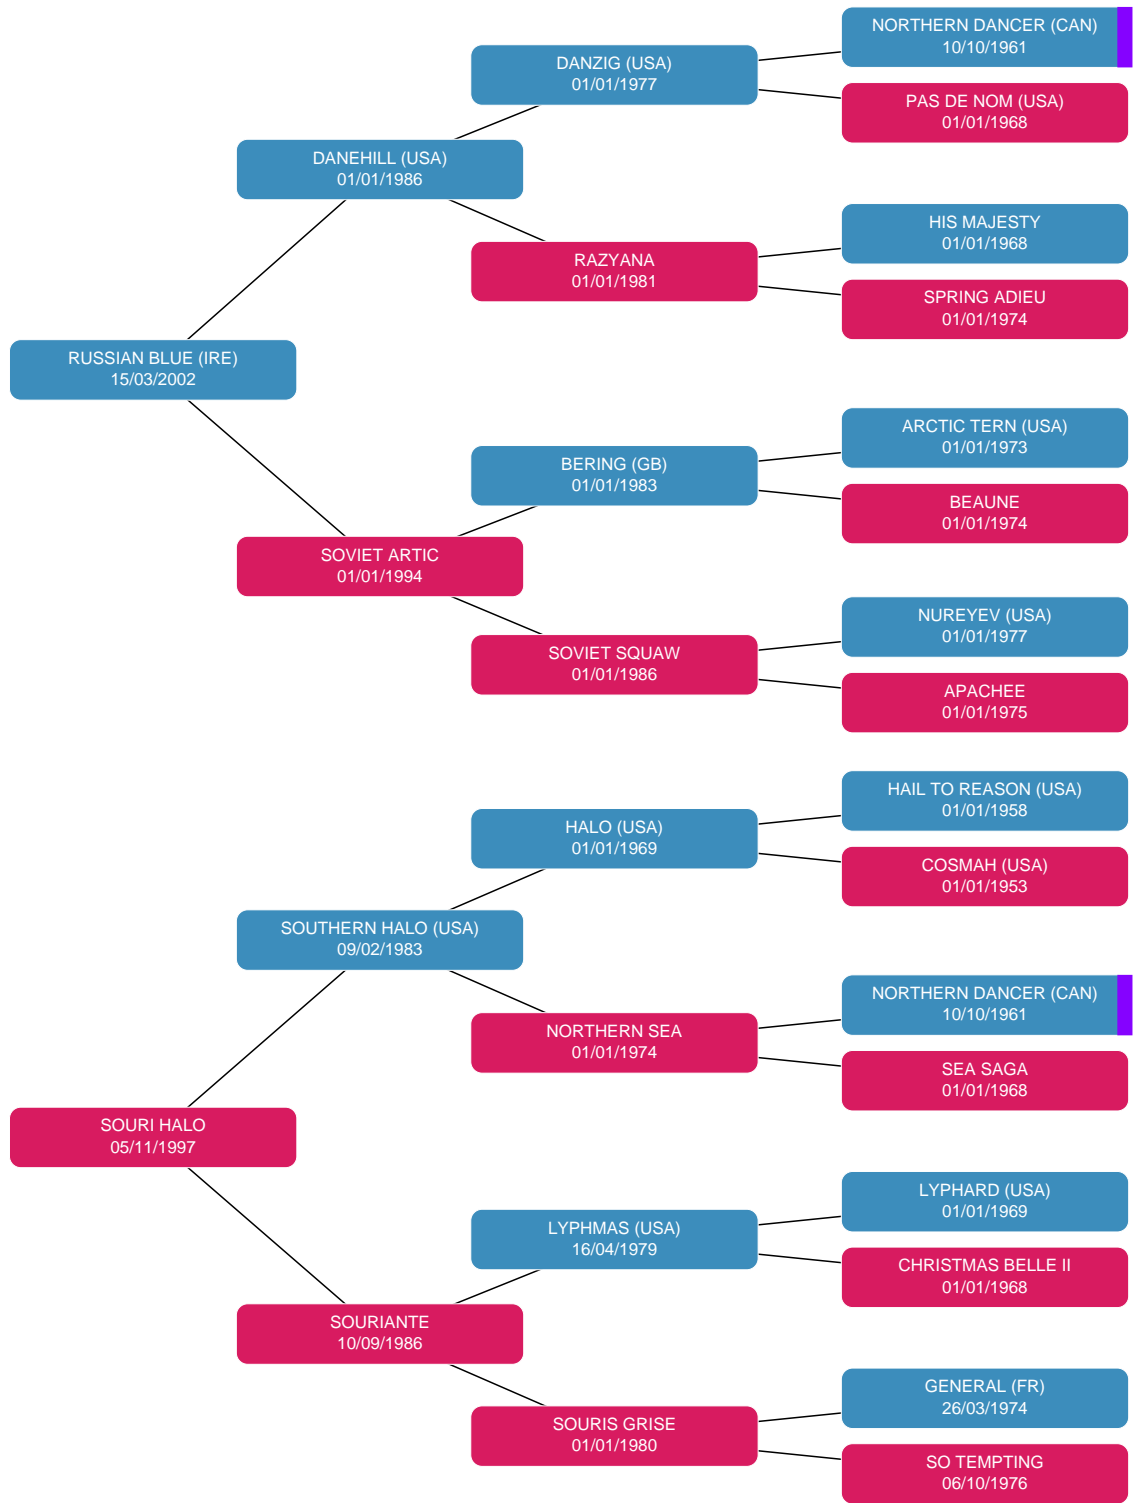 NORTHERN DANCER (CAN)
10/10/1961
DANZIG (USA)
01/01/1977
PAS DE NOM (USA)
01/01/1968
DANEHILL (USA)
01/01/1986
HIS MAJESTY
01/01/1968
RAZYANA
01/01/1981
SPRING ADIEU
01/01/1974
RUSSIAN BLUE (IRE)
15/03/2002
ARCTIC TERN (USA)
01/01/1973
BERING (GB)
01/01/1983
BEAUNE
01/01/1974
SOVIET ARTIC
01/01/1994
NUREYEV (USA)
01/01/1977
SOVIET SQUAW
01/01/1986
APACHEE
01/01/1975
HAIL TO REASON (USA)
01/01/1958
HALO (USA)
01/01/1969
COSMAH (USA)
01/01/1953
SOUTHERN HALO (USA)
09/02/1983
NORTHERN DANCER (CAN)
10/10/1961
NORTHERN SEA
01/01/1974
SEA SAGA
01/01/1968
SOURI HALO
05/11/1997
LYPHARD (USA)
01/01/1969
LYPHMAS (USA)
16/04/1979
CHRISTMAS BELLE II
01/01/1968
SOURIANTE
10/09/1986
GENERAL (FR)
26/03/1974
SOURIS GRISE
01/01/1980
SO TEMPTING
06/10/1976